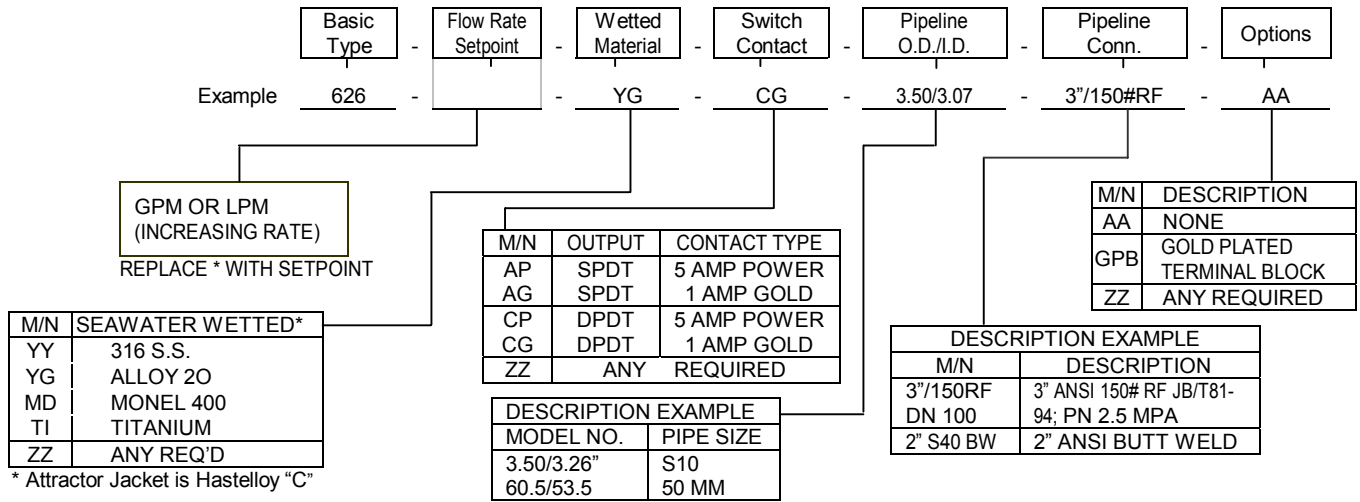 Basic Type - Flow Rate Setpoint - Wetted Material - Switch Contact - Pipeline O.D./I.D. - Pipeline Conn. - Options
Example 626 - - YG - CG - 3.50/3.07 - 3”/150#RF - AA
GPM OR LPM
(INCREASING RATE)
REPLACE * WITH SETPOINT
M/N SEAWATER WETTED*
YY 316 S.S.
YG ALLOY 2O
MD MONEL 400
TI TITANIUM
ZZ ANY REQ'D
* Attractor Jacket is Hastelloy “C”
M/N OUTPUT CONTACT TYPE
AP SPDT 5 AMP POWER
AG SPDT 1 AMP GOLD
CP DPDT 5 AMP POWER
CG DPDT 1 AMP GOLD
ZZ ANY REQUIRED
DESCRIPTION EXAMPLE
MODEL NO. PIPE SIZE
3.50/3.26” S10
60.5/53.5 50 MM
DESCRIPTION EXAMPLE
M/N DESCRIPTION
3”/150RF 3” ANSI 150# RF JB/T81-
DN 100 94; PN 2.5 MPA
2” S40 BW 2” ANSI BUTT WELD
M/N DESCRIPTION
AA NONE
GPB GOLD PLATED
TERMINAL BLOCK
ZZ ANY REQUIRED